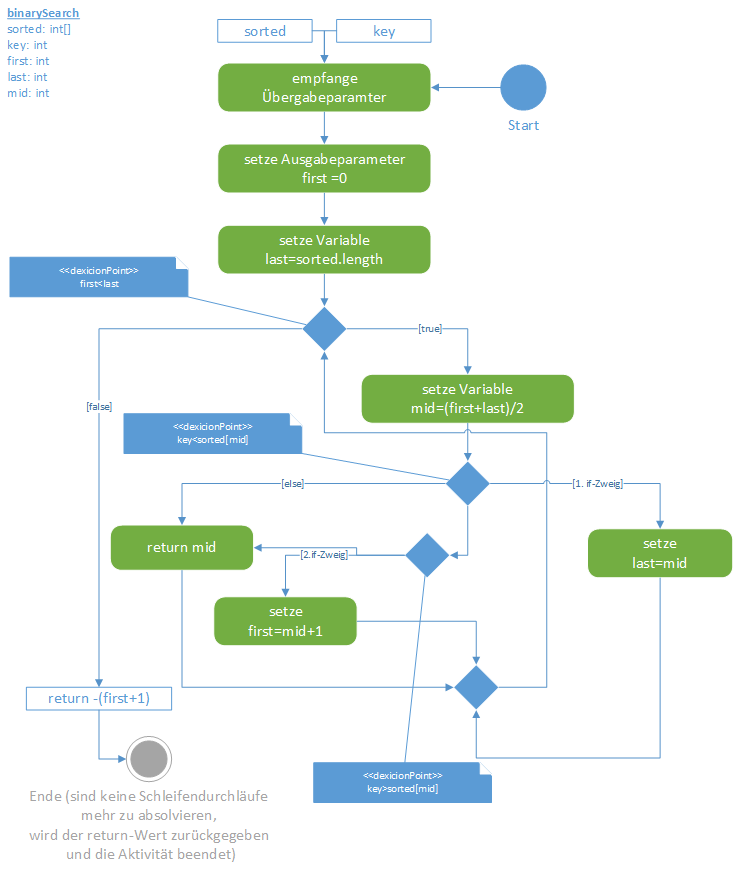 binarySearch
sorted: int[]
key: int
first: int
last: int
mid: int
sorted
key
empfange
Übergabeparamter
Start
setze Ausgabeparameter
first =0
setze Variable
last=sorted.length
<<dexicionPoint>>
first<last
[true]
setze Variable
mid=(first+last)/2
[false]
<<dexicionPoint>>
key<sorted[mid]
[else]
[1. if-Zweig]
return mid
[2.if-Zweig]
setze
last=mid
setze
first=mid+1
return -(first+1)
<<dexicionPoint>>
key>sorted[mid]
Ende (sind keine Schleifendurchläufe
mehr zu absolvieren,
wird der return-Wert zurückgegeben
und die Aktivität beendet)